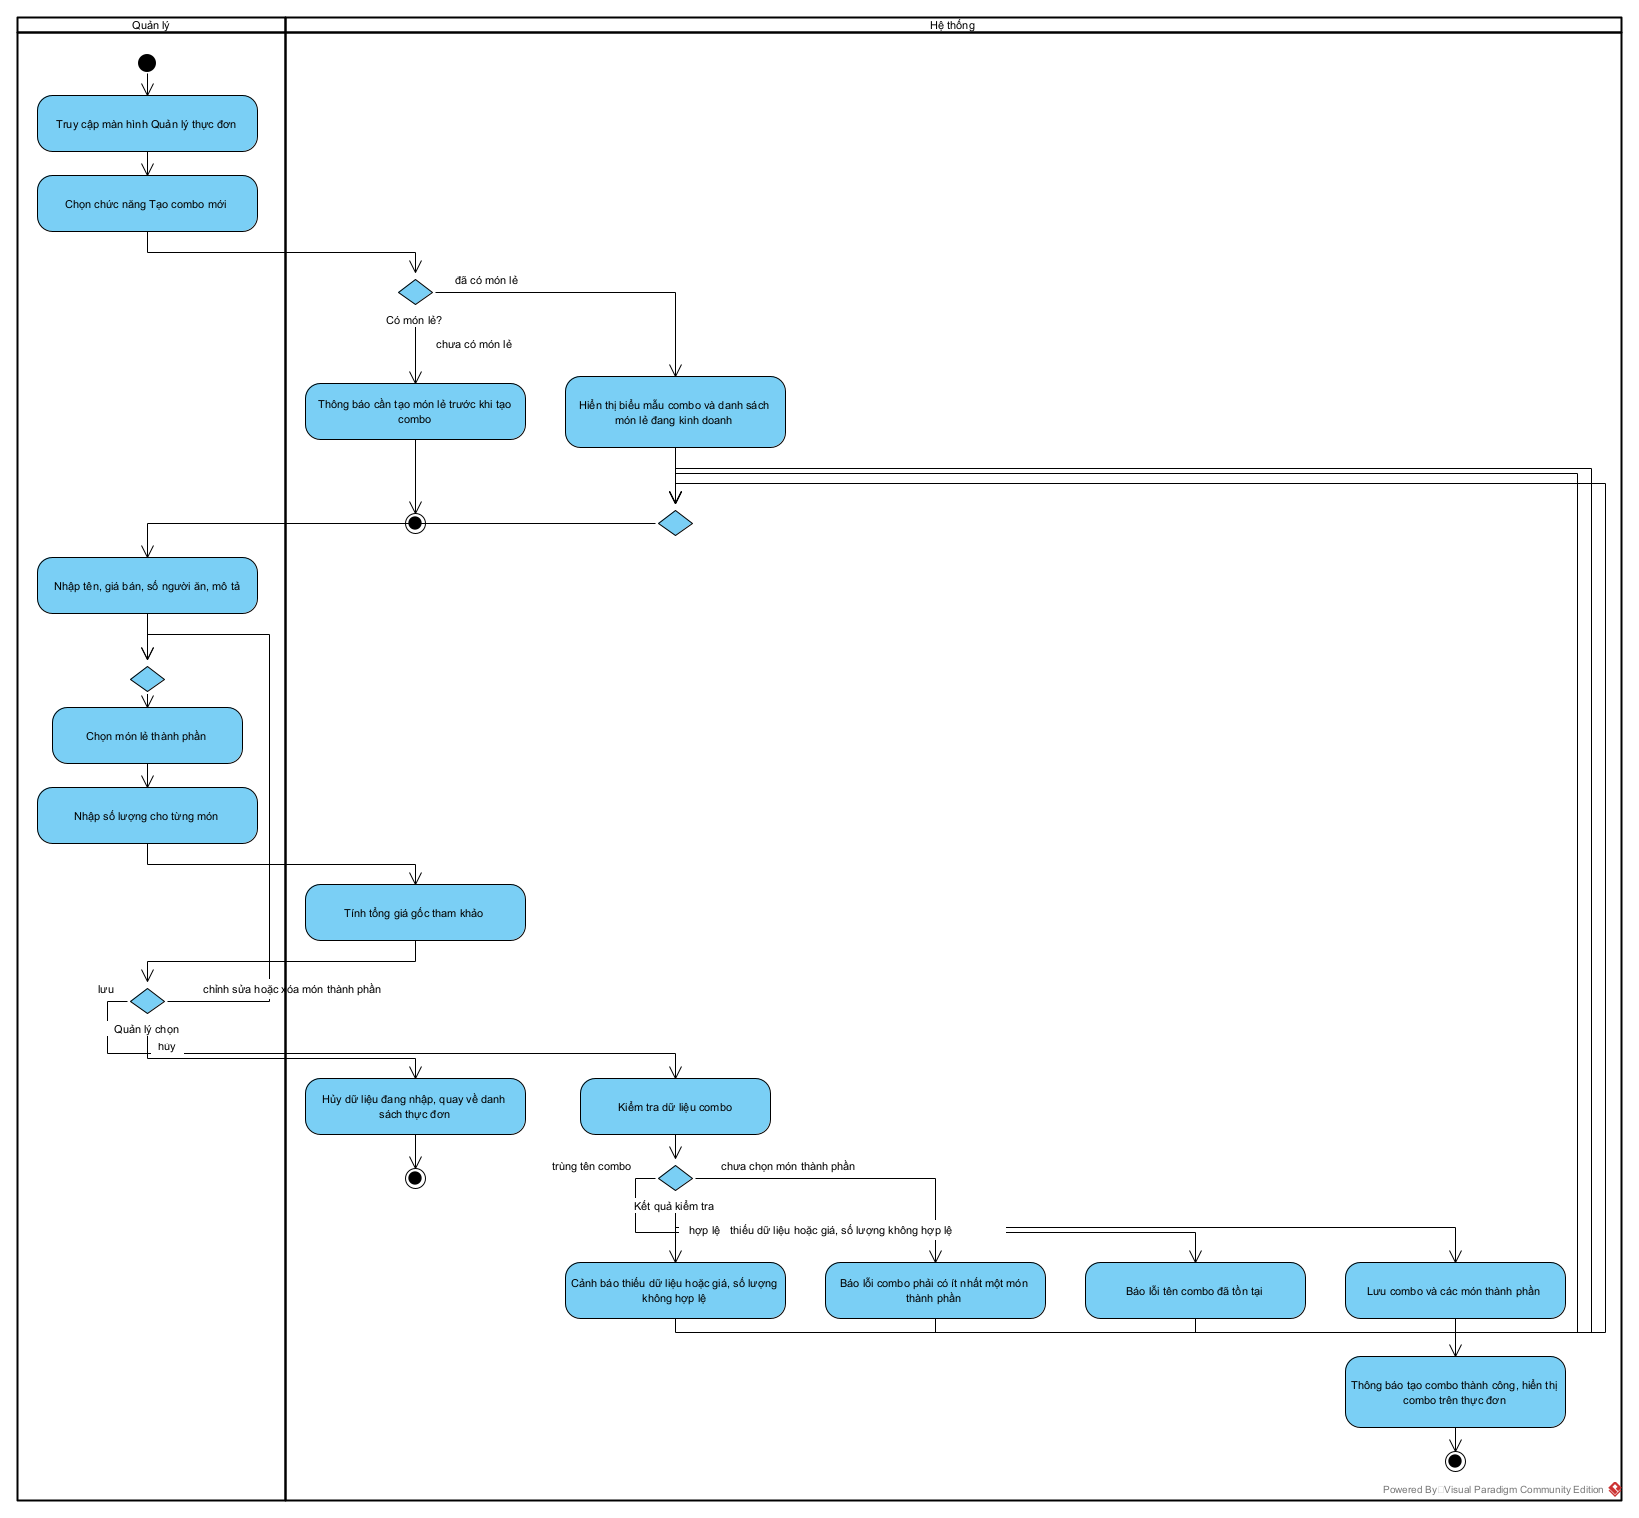 Quản lý
Hệ thống
Truy cập màn hình Quản lý thực đơn
Chọn chức năng Tạo combo mới
đã có món lẻ
Có món lẻ?
chưa có món lẻ
Thông báo cần tạo món lẻ trước khi tạo
combo
Hiển thị biểu mẫu combo và danh sách
món lẻ đang kinh doanh
Nhập tên, giá bán, số người ăn, mô tả
Chọn món lẻ thành phần
Nhập số lượng cho từng món
Tính tổng giá gốc tham khảo
lưu
chỉnh sửa hoặc xóa món thành phần
Quản lý chọn
hủy
Hủy dữ liệu đang nhập, quay về danh
sách thực đơn
Kiểm tra dữ liệu combo
trùng tên combo
chưa chọn món thành phần
Kết quả kiểm tra
hợp lệ
thiếu dữ liệu hoặc giá, số lượng không hợp lệ
Cảnh báo thiếu dữ liệu hoặc giá, số lượng
không hợp lệ
Báo lỗi combo phải có ít nhất một món
thành phần
Báo lỗi tên combo đã tồn tại
Lưu combo và các món thành phần
Thông báo tạo combo thành công, hiển thị
combo trên thực đơn
Powered By Visual Paradigm Community Edition